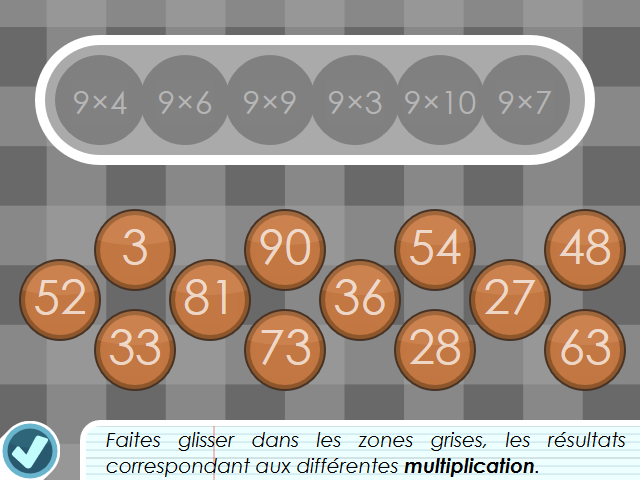 9×4 9×6 9×9 9×3 9×10 9×7
3 90 54 48
52 81 36 27
33 73 28 63
Faites glisser dans les zones grises, les résultats
correspondant aux différentes multiplication.